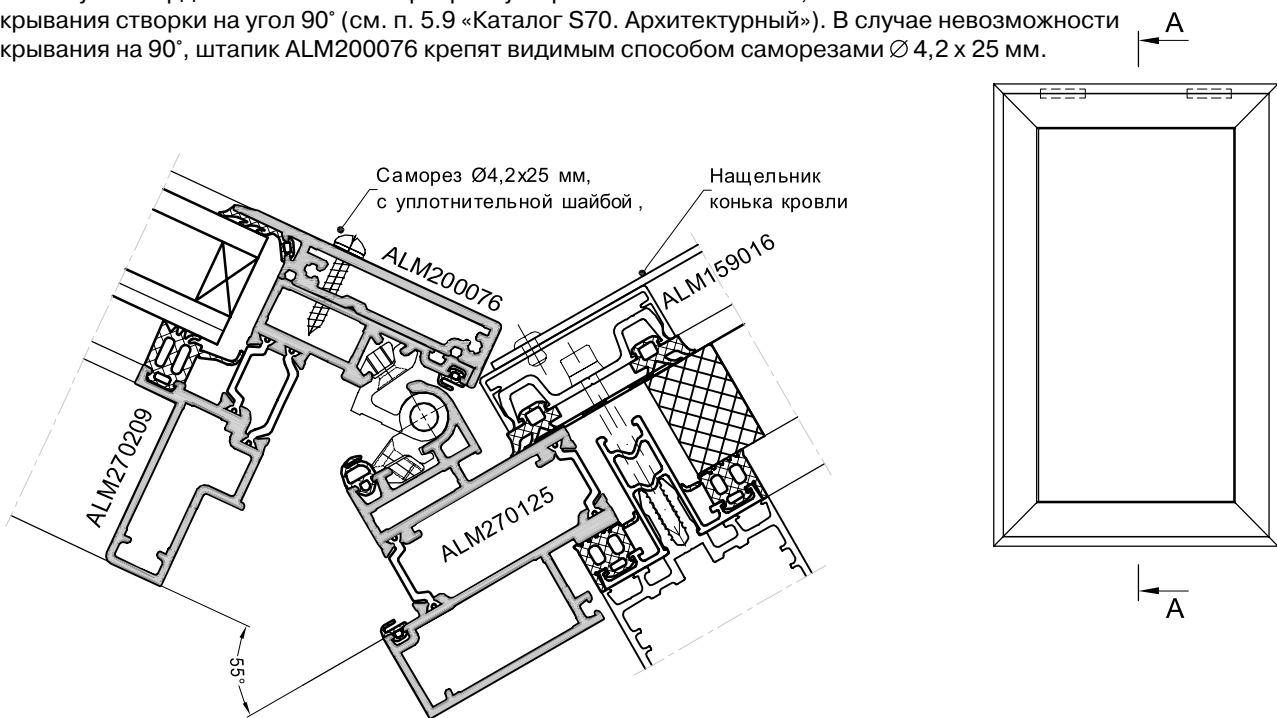 крывания створки на угол 90˚ (см. п. 5.9 «Каталог S70. Архитектурный»). В случае невозможности
крывания на 90˚, штапик ALM200076 крепят видимым способом саморезами ∅ 4,2 x 25 мм.
A
Саморез Ø4,2x25 мм,
с уплотнительной шайбой ,
Нащельник
конька кровли
ALM200076
ALM159016
ALM270209
ALM270125
55°
A